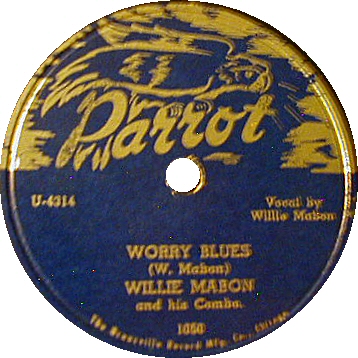 Parrot
U-4314
Vocal by
Willie Mabon
WORRY BLUES
(W. Mabon)
WILLIE MABON
and his Combo.
1050
The Bronzville Record Mfg. Co., Chicago